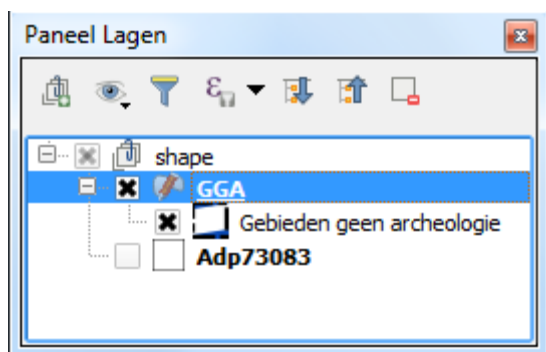 Paneel Lagen
shape
GGA
Gebieden geen archeologie
Adp73083